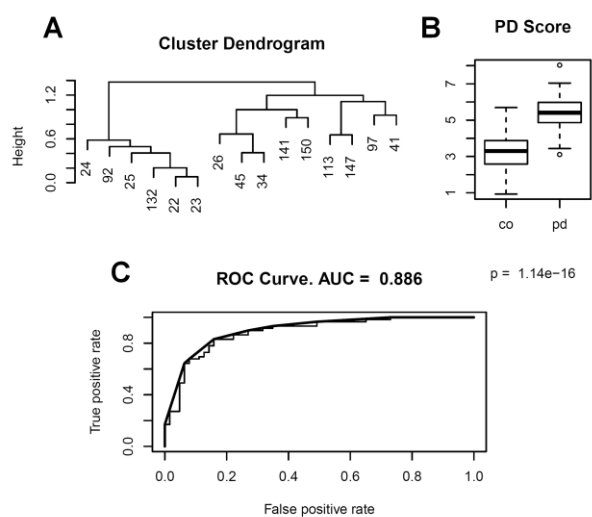 A
Cluster Dendrogram
Height
0.0 0.6 1.2
24
92
25
132
22
23
26
45
34
141
150
113
147
97
41
B
PD Score
1 3 5 7
co pd
p = 1.14e−16
C
ROC Curve. AUC = 0.886
True positive rate
0.0 0.4 0.8
0.0 0.2 0.4 0.6 0.8 1.0
False positive rate